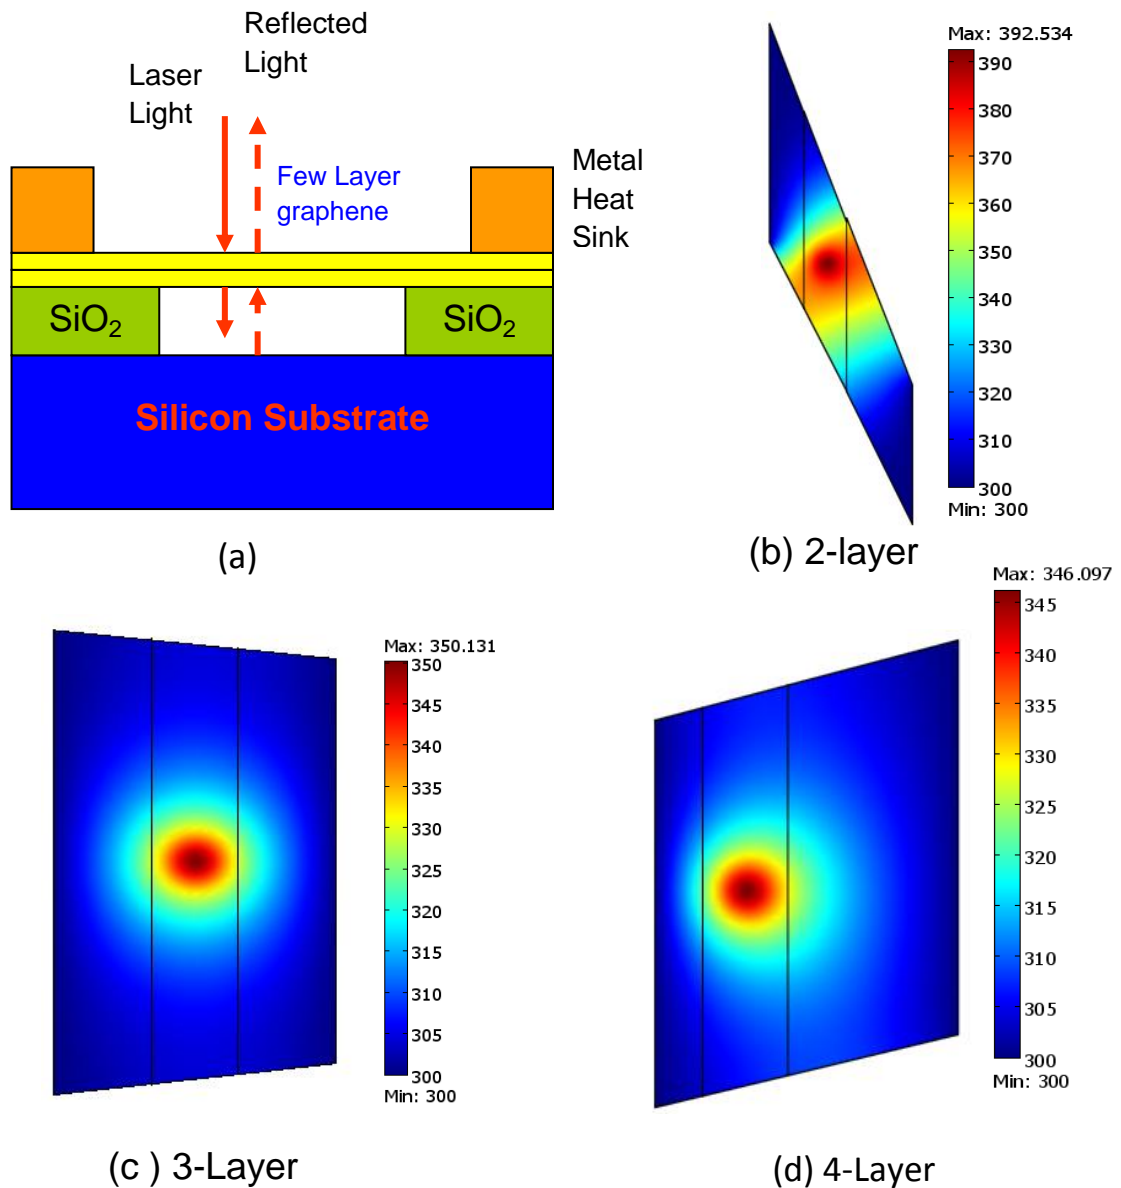 Reflected
Light
Laser
Light
Few Layer
graphene
Metal
Heat
Sink
SiO₂
SiO₂
Silicon Substrate
(a)
Max: 392.534
390
380
370
360
350
340
330
320
310
300
Min: 300
(b) 2-layer
Max: 350.131
350
345
340
335
330
325
320
315
310
305
300
Min: 300
(c ) 3-Layer
Max: 346.097
345
340
335
330
325
320
315
310
305
300
Min: 300
(d) 4-Layer